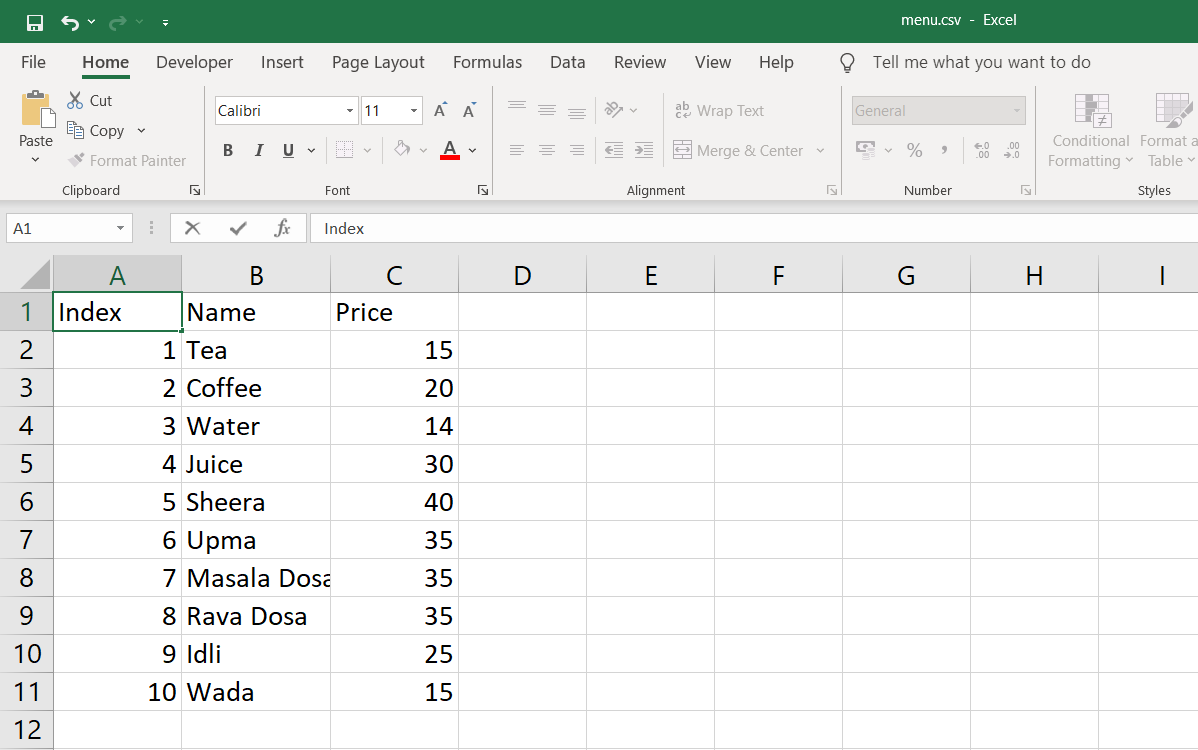 menu.csv - Excel
File Home Developer Insert Page Layout Formulas Data Review View Help Tell me what you want to do
Paste
Cut
Copy
Format Painter
Clipboard
Calibri 11 A A
B I U A
Font
ab Wrap Text
Merge & Center
Alignment
General
% , .00 .00
Number
Conditional Formatting
Format a
Table
Styles
A1 fx Index
A B C D E F G H I
1 Index Name Price
2 1 Tea 15
3 2 Coffee 20
4 3 Water 14
5 4 Juice 30
6 5 Sheera 40
7 6 Upma 35
8 7 Masala Dosa 35
9 8 Rava Dosa 35
10 9 Idli 25
11 10 Wada 15
12